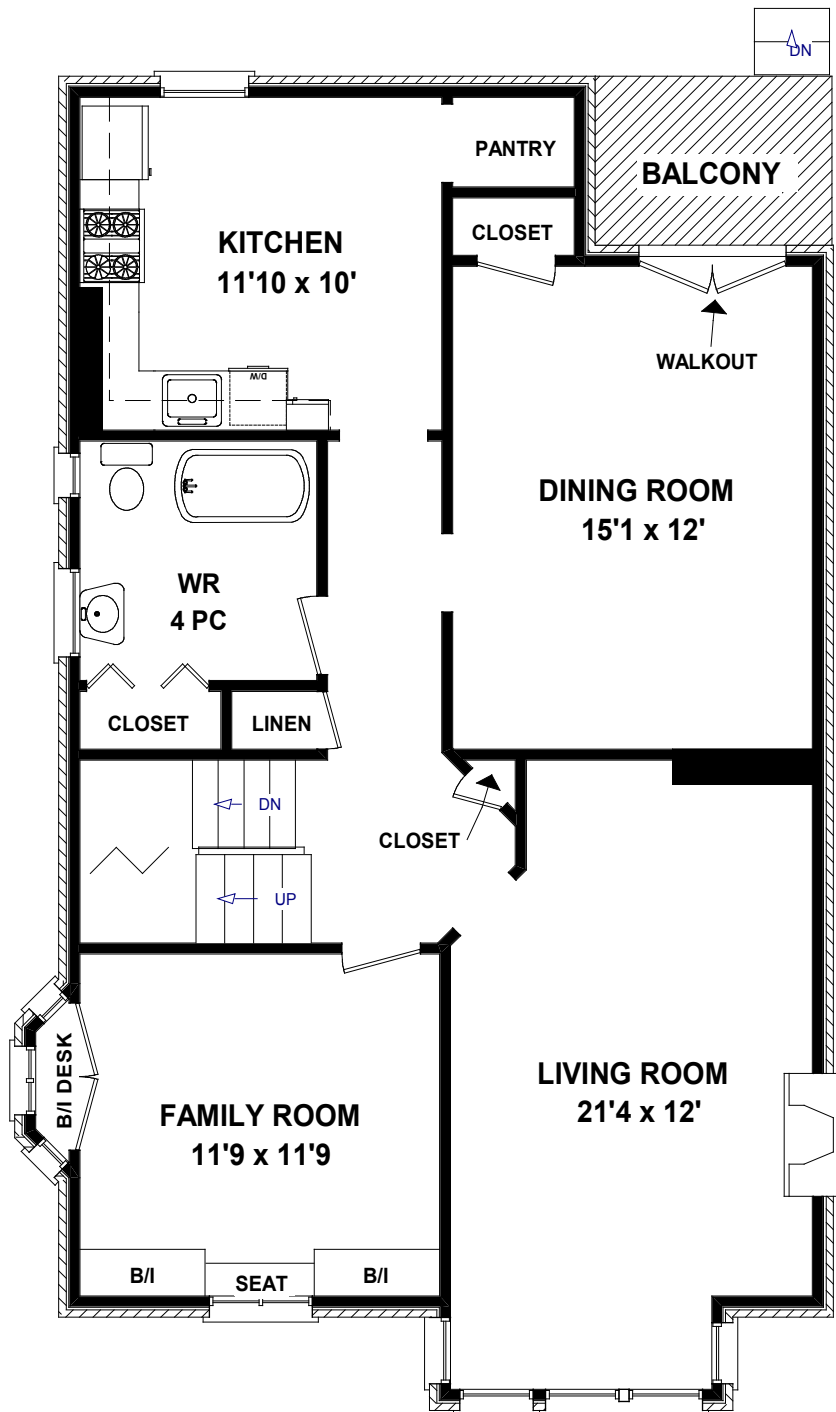 DN
PANTRY
BALCONY
CLOSET
KITCHEN
11'10 x 10'
WALKOUT
D/W
DINING ROOM
15'1 x 12'
WR
4 PC
CLOSET
LINEN
DN
CLOSET
UP
B/I DESK
LIVING ROOM
21'4 x 12'
FAMILY ROOM
11'9 x 11'9
B/I
SEAT
B/I